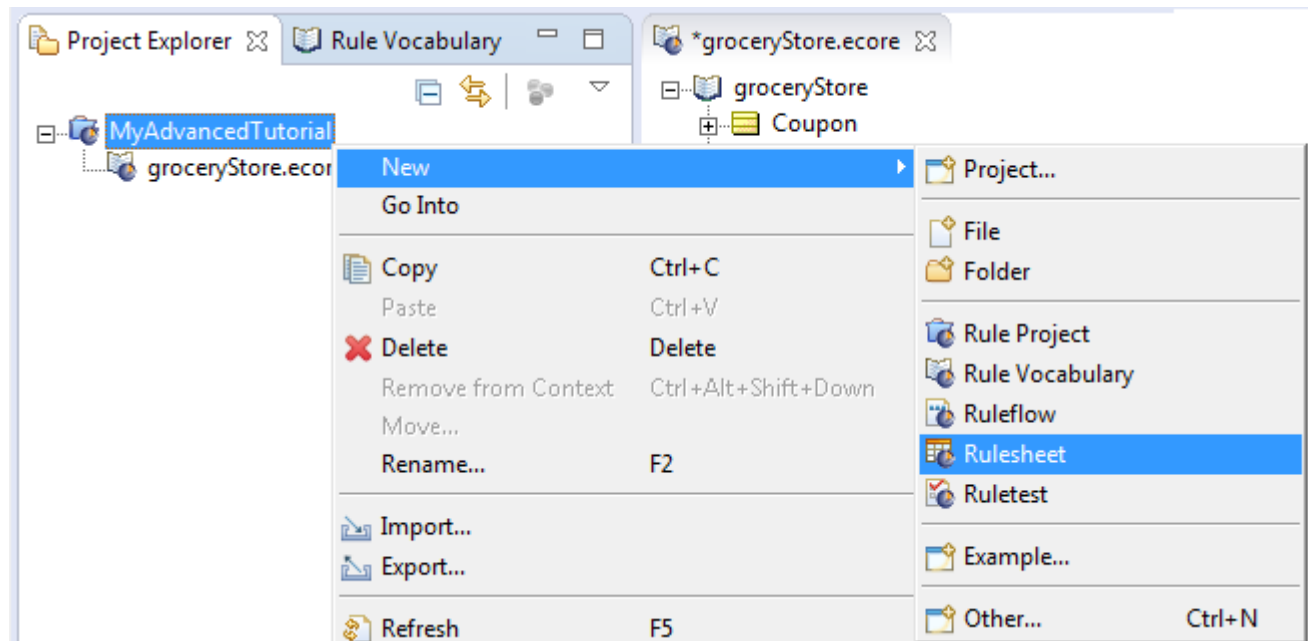 Project Explorer
Rule Vocabulary
*groceryStore.ecore
groceryStore
Coupon
MyAdvancedTutorial
groceryStore.ecor
New
Go Into
Copy Ctrl+C
Paste Ctrl+V
Delete Delete
Remove from Context Ctrl+Alt+Shift+Down
Move...
Rename... F2
Import...
Export...
Refresh F5
Project...
File
Folder
Rule Project
Rule Vocabulary
Ruleflow
Rulesheet
Ruletest
Example...
Other... Ctrl+N